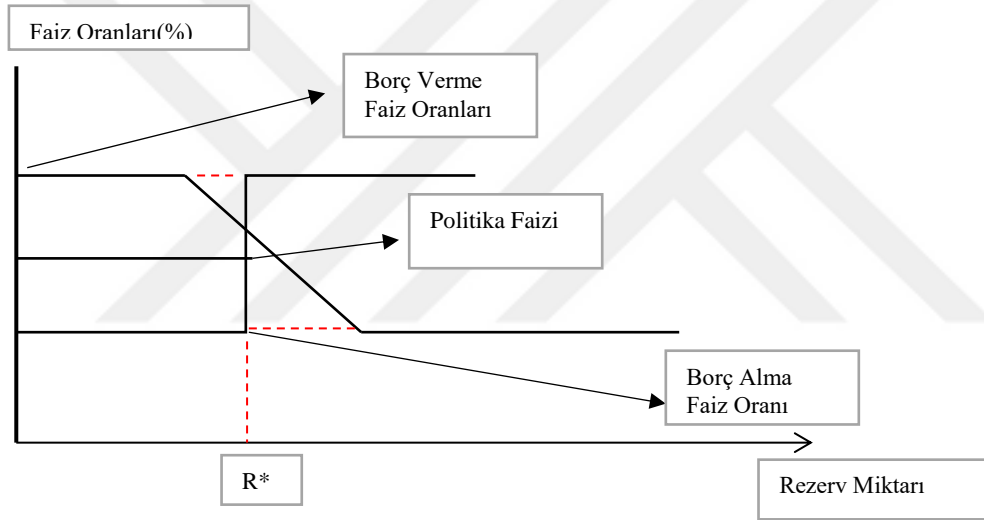 Faiz Oranları(%)
Borç Verme
Faiz Oranları
Politika Faizi
Borç Alma
Faiz Oranı
R*
Rezerv Miktarı